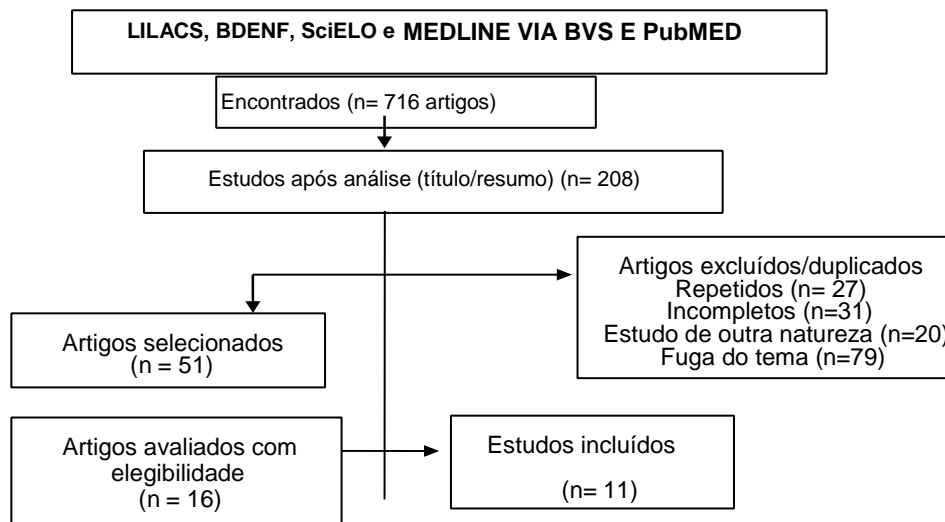 LILACS, BDENF, SciELO e MEDLINE VIA BVS E PubMED
Encontrados (n= 716 artigos)
Estudos após análise (título/resumo) (n= 208)
Artigos excluídos/duplicados
Repetidos (n= 27)
Incompletos (n=31)
Estudo de outra natureza (n=20)
Fuga do tema (n=79)
Artigos selecionados
(n = 51)
Artigos avaliados com
elegibilidade
(n = 16)
Estudos incluídos
(n= 11)